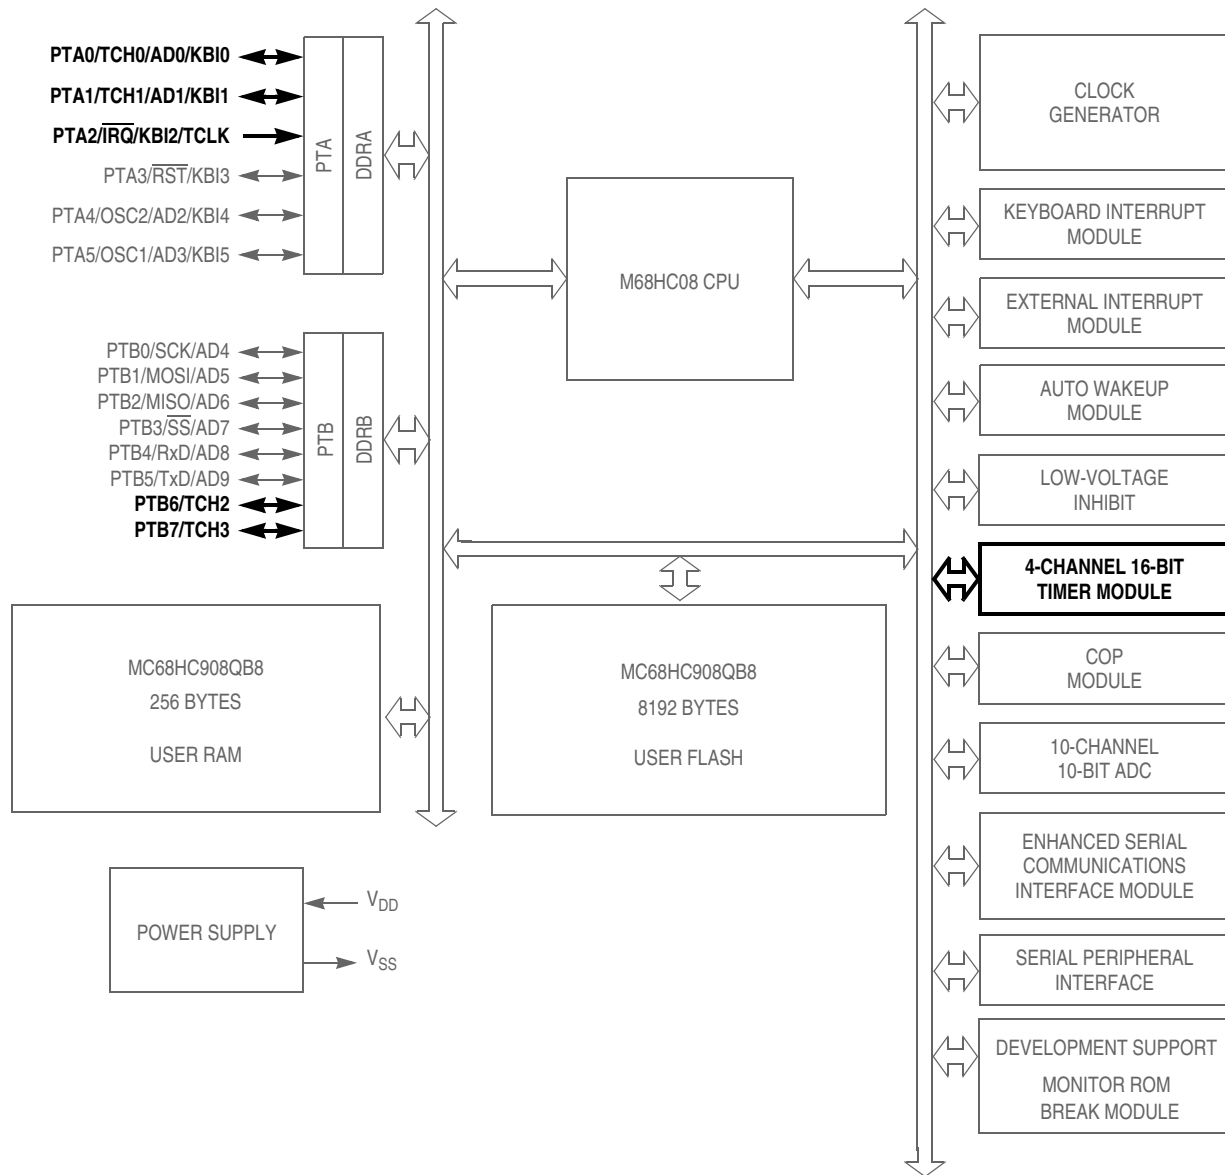 PTA0/TCH0/AD0/KBI0
PTA1/TCH1/AD1/KBI1
PTA2/IRQ/KBI2/TCLK
PTA3/RST/KBI3
PTA4/OSC2/AD2/KBI4
PTA5/OSC1/AD3/KBI5
PTA
DDRA
PTB0/SCK/AD4
PTB1/MOSI/AD5
PTB2/MISO/AD6
PTB3/SS/AD7
PTB4/RxD/AD8
PTB5/TxD/AD9
PTB6/TCH2
PTB7/TCH3
PTB
DDRB
M68HC08 CPU
MC68HC908QB8
256 BYTES
USER RAM
MC68HC908QB8
8192 BYTES
USER FLASH
POWER SUPPLY
VDD
VSS
CLOCK
GENERATOR
KEYBOARD INTERRUPT
MODULE
EXTERNAL INTERRUPT
MODULE
AUTO WAKEUP
MODULE
LOW-VOLTAGE
INHIBIT
4-CHANNEL 16-BIT
TIMER MODULE
COP
MODULE
10-CHANNEL
10-BIT ADC
ENHANCED SERIAL
COMMUNICATIONS
INTERFACE MODULE
SERIAL PERIPHERAL
INTERFACE
DEVELOPMENT SUPPORT
MONITOR ROM
BREAK MODULE